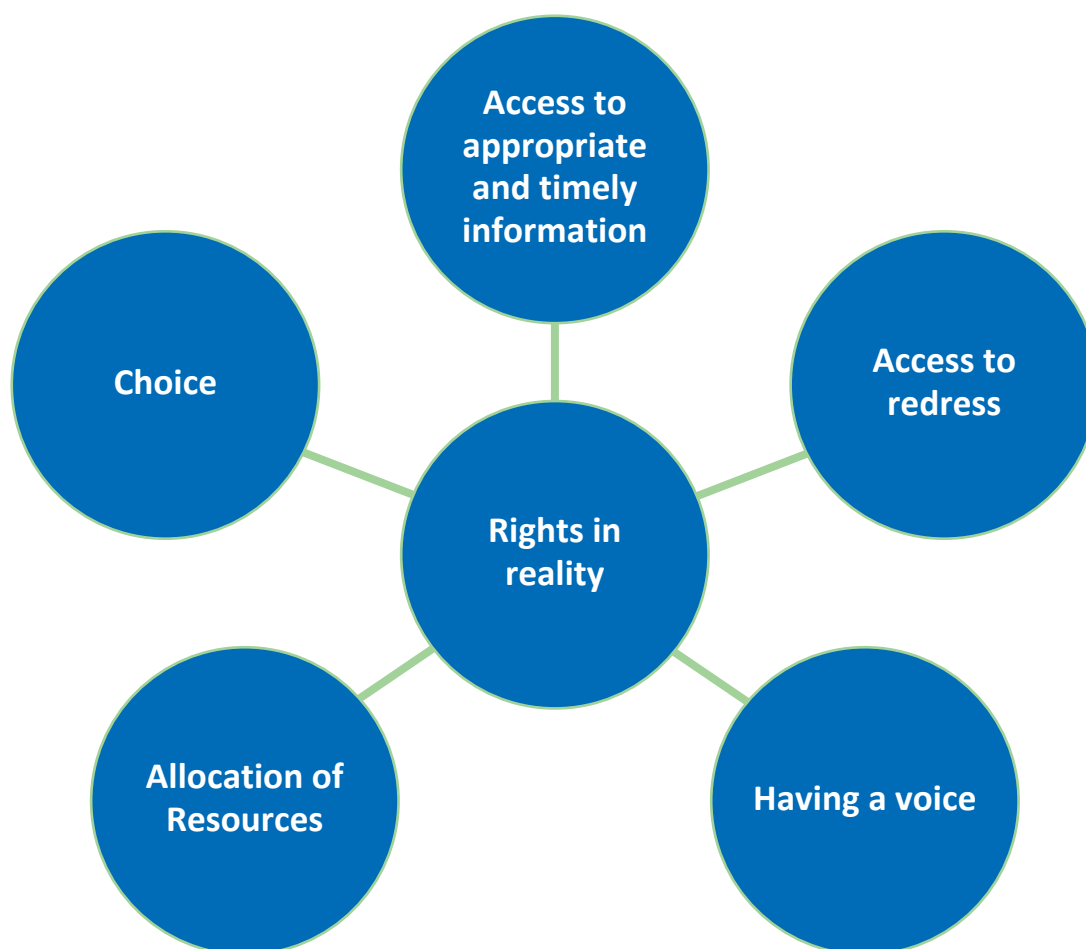 Access to
appropriate
and timely
information
Choice
Access to
redress
Rights in
reality
Allocation of
Resources
Having a voice